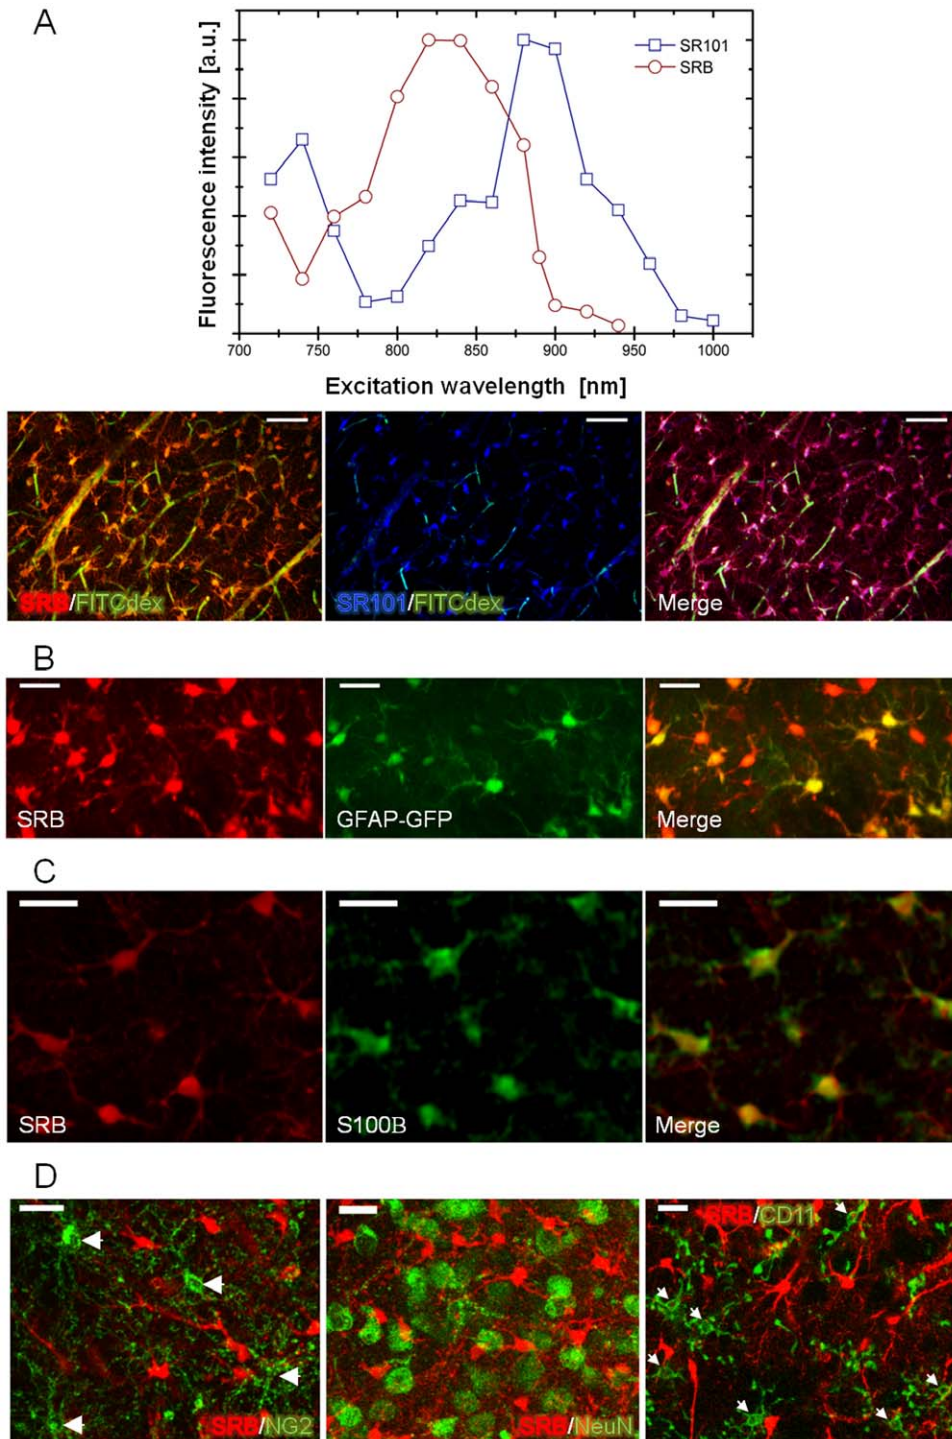 A
Fluorescence intensity [a.u.]
SR101
SRB
700 750 800 850 900 950 1000
Excitation wavelength [nm]
SRB/FITCdex
SR101/FITCdex
Merge
B
SRB
GFAP-GFP
Merge
C
SRB
S100B
Merge
D
SRB/NG2
SRB/NeuN
SRB/CD11